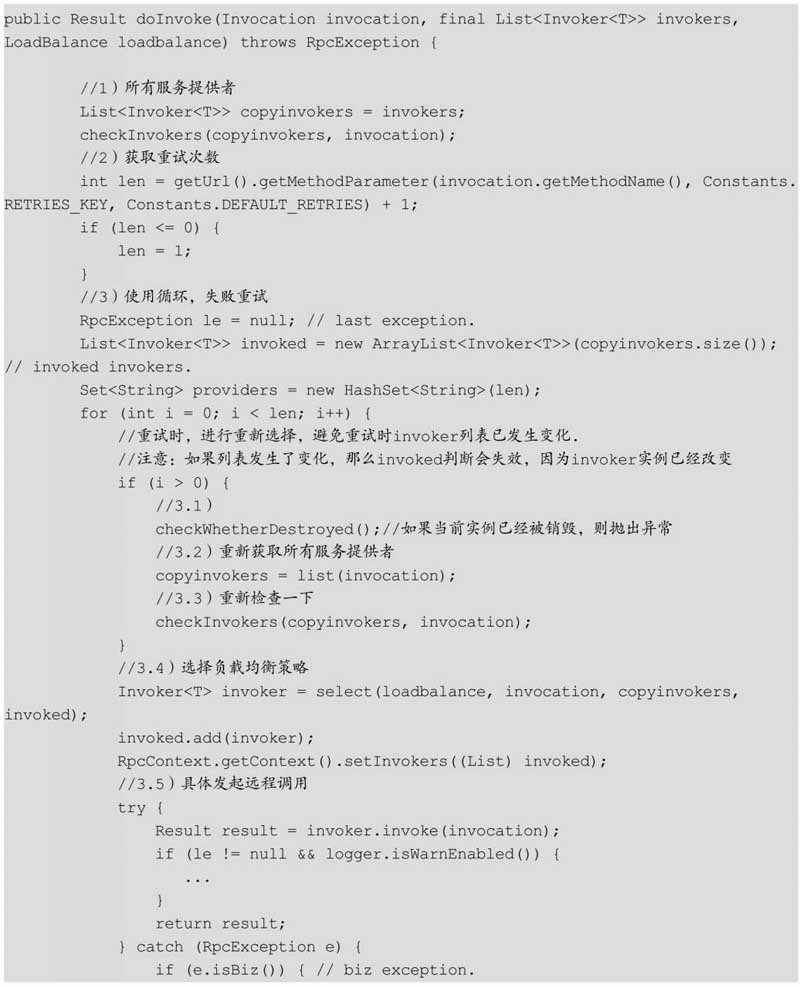 public Result doInvoke(Invocation invocation, final List<Invoker<T>> invokers,
LoadBalance loadbalance) throws RpcException {
//1）所有服务提供者
List<Invoker<T>> copyinvokers = invokers;
checkInvokers(copyinvokers, invocation);
//2）获取重试次数
int len = getUrl().getMethodParameter(invocation.getMethodName(), Constants.
RETRIES_KEY, Constants.DEFAULT_RETRIES) + 1;
if (len <= 0) {
len = 1;
}
//3）使用循环，失败重试
RpcException le = null; // last exception.
List<Invoker<T>> invoked = new ArrayList<Invoker<T>>(copyinvokers.size());
// invoked invokers.
Set<String> providers = new HashSet<String>(len);
for (int i = 0; i < len; i++) {
//重试时，进行重新选择，避免重试时invoker列表已发生变化.
//注意：如果列表发生了变化，那么invoked判断会失效，因为invoker实例已经改变
if (i > 0) {
//3.1）
checkWhetherDestroyed();//如果当前实例已经被销毁，则抛出异常
//3.2）重新获取所有服务提供者
copyinvokers = list(invocation);
//3.3）重新检查一下
checkInvokers(copyinvokers, invocation);
}
//3.4）选择负载均衡策略
Invoker<T> invoker = select(loadbalance, invocation, copyinvokers,
invoked);
invoked.add(invoker);
RpcContext.getContext().setInvokers((List) invoked);
//3.5）具体发起远程调用
try {
Result result = invoker.invoke(invocation);
if (le != null && logger.isWarnEnabled()) {
...
}
return result;
} catch (RpcException e) {
if (e.isBiz()) { // biz exception.